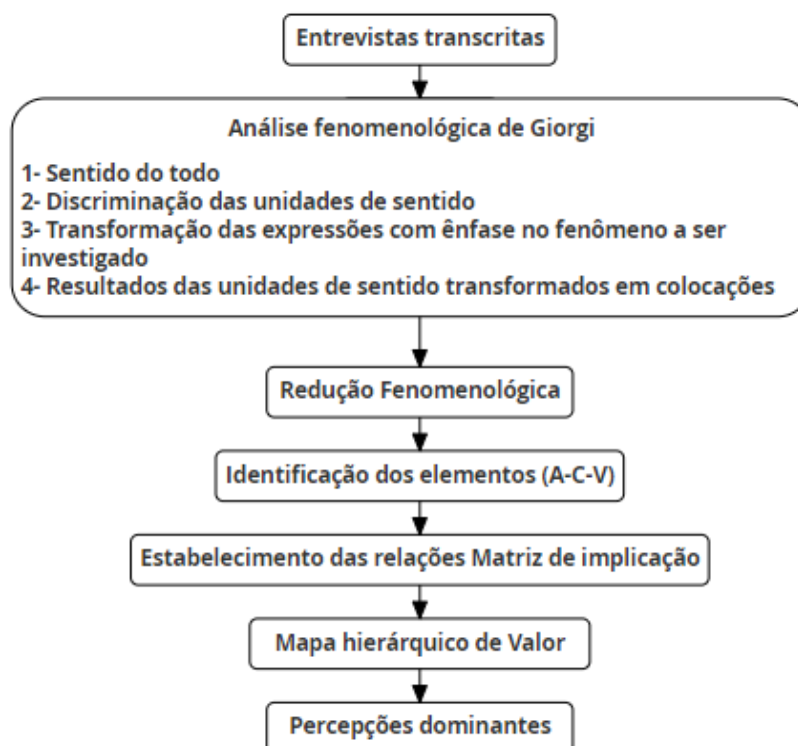 Entrevistas transcritas
Análise fenomenológica de Giorgi
1- Sentido do todo
2- Discriminação das unidades de sentido
3- Transformação das expressões com ênfase no fenômeno a ser
investigado
4- Resultados das unidades de sentido transformados em colocações
Redução Fenomenológica
Identificação dos elementos (A-C-V)
Estabelecimento das relações Matriz de implicação
Mapa hierárquico de Valor
Percepções dominantes